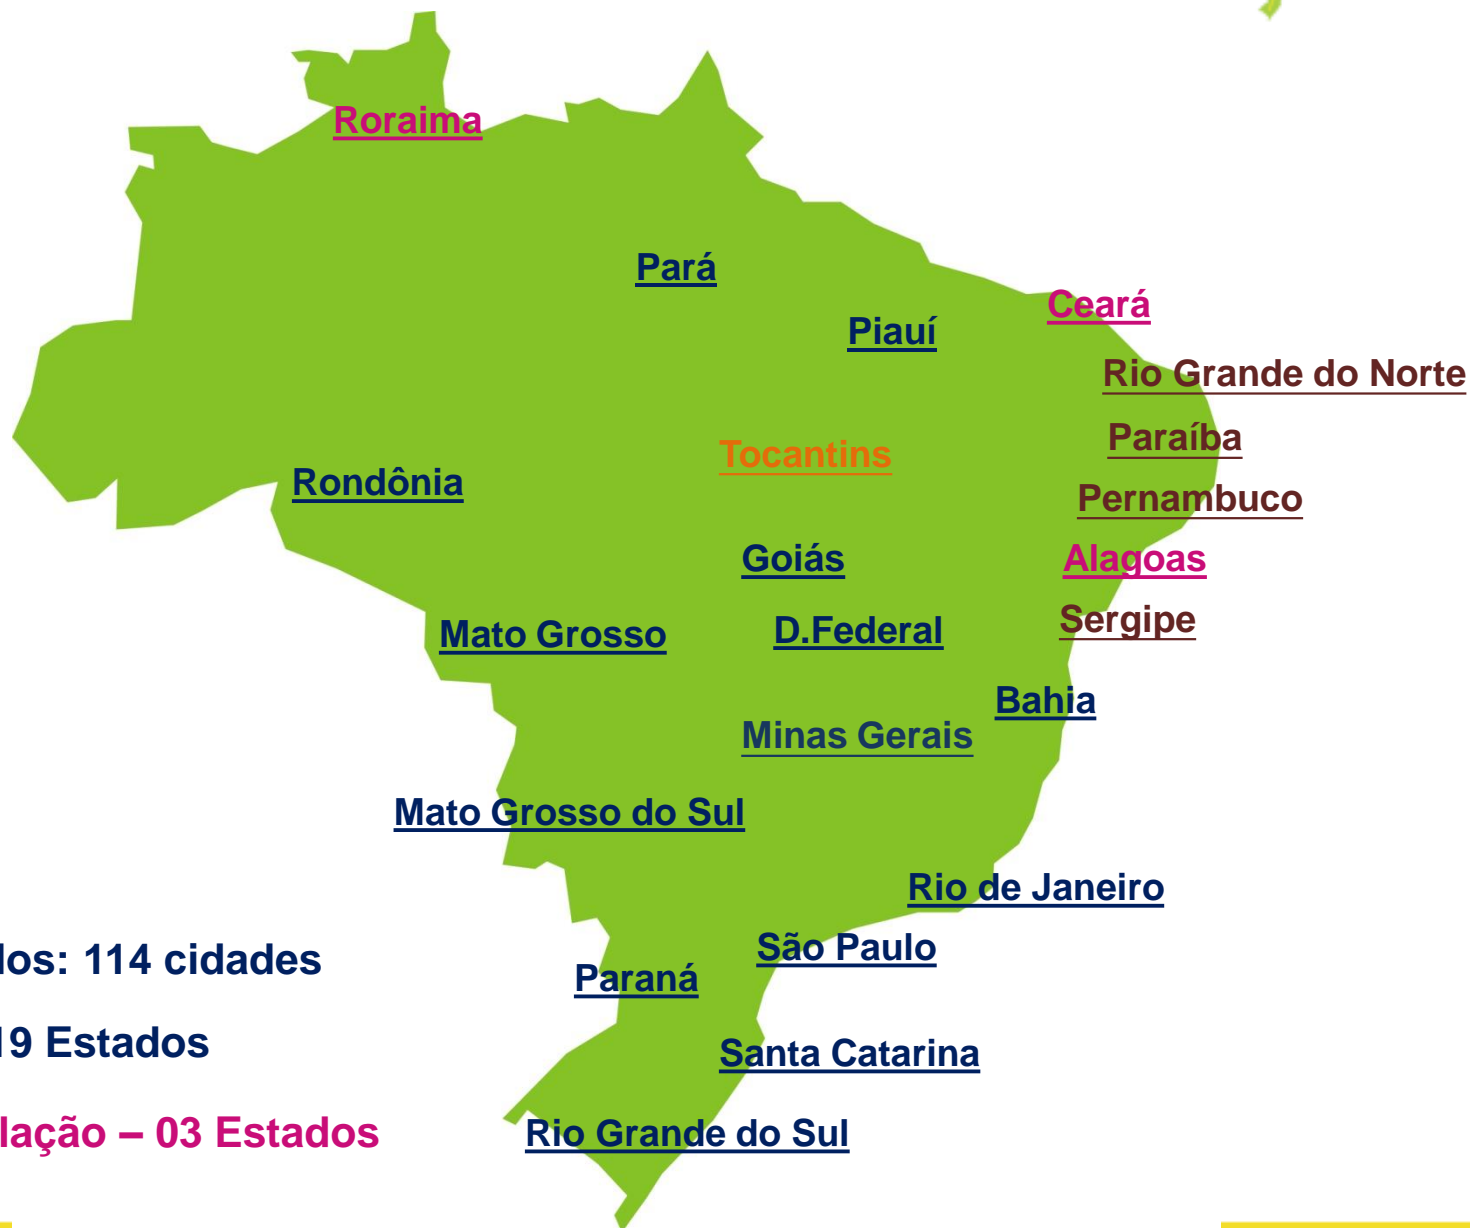 Roraima
Pará
Ceará
Piauí
Rio Grande do Norte
Paraíba
Tocantins
Rondônia
Pernambuco
Goiás
Alagoas
Sergipe
D.Federal
Mato Grosso
Bahia
Minas Gerais
Mato Grosso do Sul
Rio de Janeiro
São Paulo
: 114 cidades
Paraná
19 Estados
Santa Catarina
– 03 Estados
Rio Grande do Sul